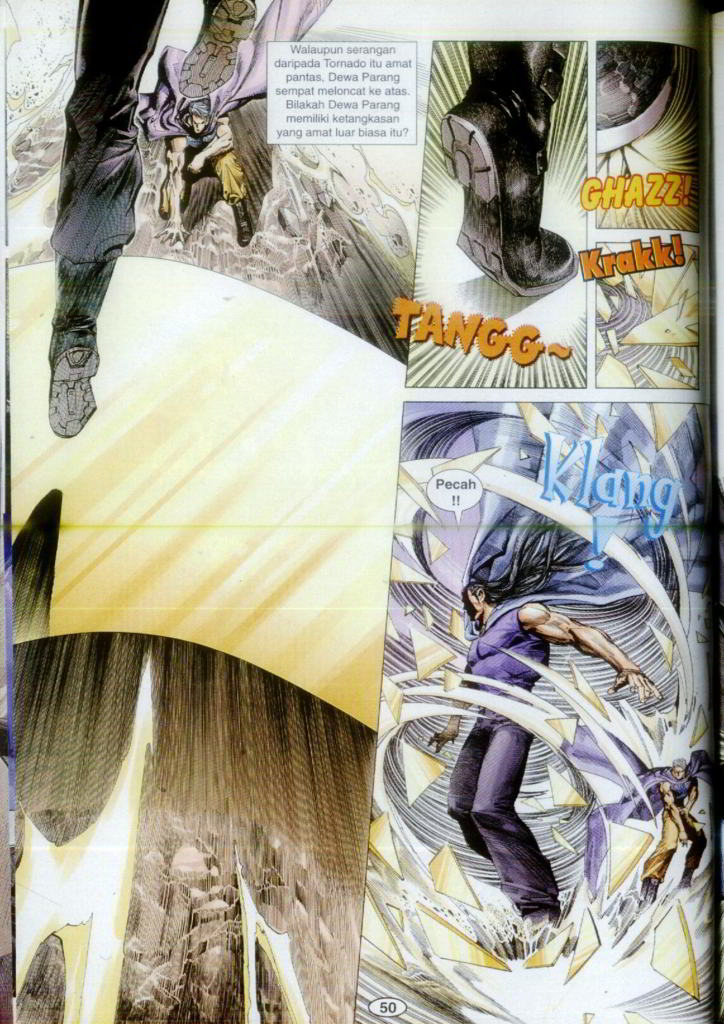 Walaupun serangan
daripada Tornado itu amat
pantas, Dewa Parang
sempat meloncat ke atas.
Bilakah Dewa Parang
memiliki ketangkasan
yang amat luar biasa itu?
GHAZZ!
Krakk!
TANGG~
Klang
!
Pecah
!!
50